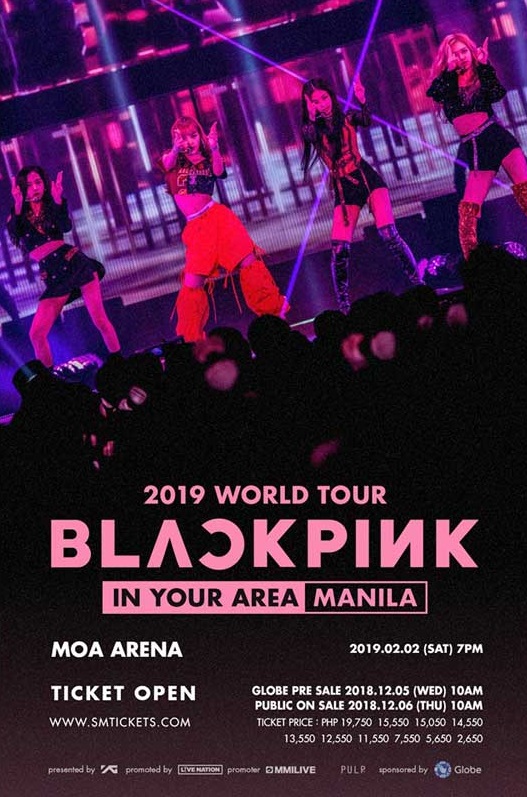 2019 WORLD TOUR
BLACKPINK
IN YOUR AREA MANILA
MOA ARENA
2019.02.02 (SAT) 7PM
TICKET OPEN
WWW.SMTICKETS.COM
GLOBE PRE SALE 2018.12.05 (WED) 10AM
PUBLIC ON SALE 2018.12.06 (THU) 10AM
TICKET PRICE : PHP 19,750 15,550 15,050 14,550
13,550 12,550 11,550 7,550 5,650 2,650
presented by YG promoted by LIVE NATION promoter MMLIVE PULP. sponsored by Globe